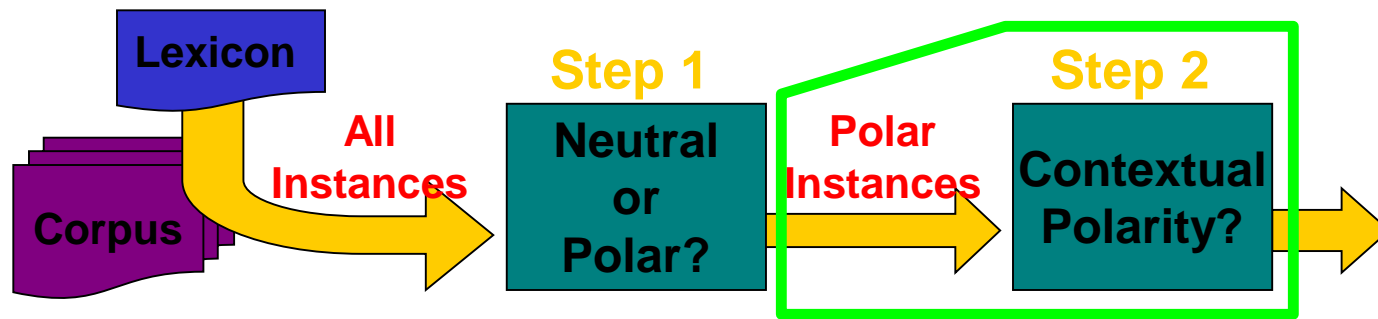 Lexicon
Corpus
All
Instances
Step 1
Neutral
or
Polar?
Polar
Instances
Step 2
Contextual
Polarity?